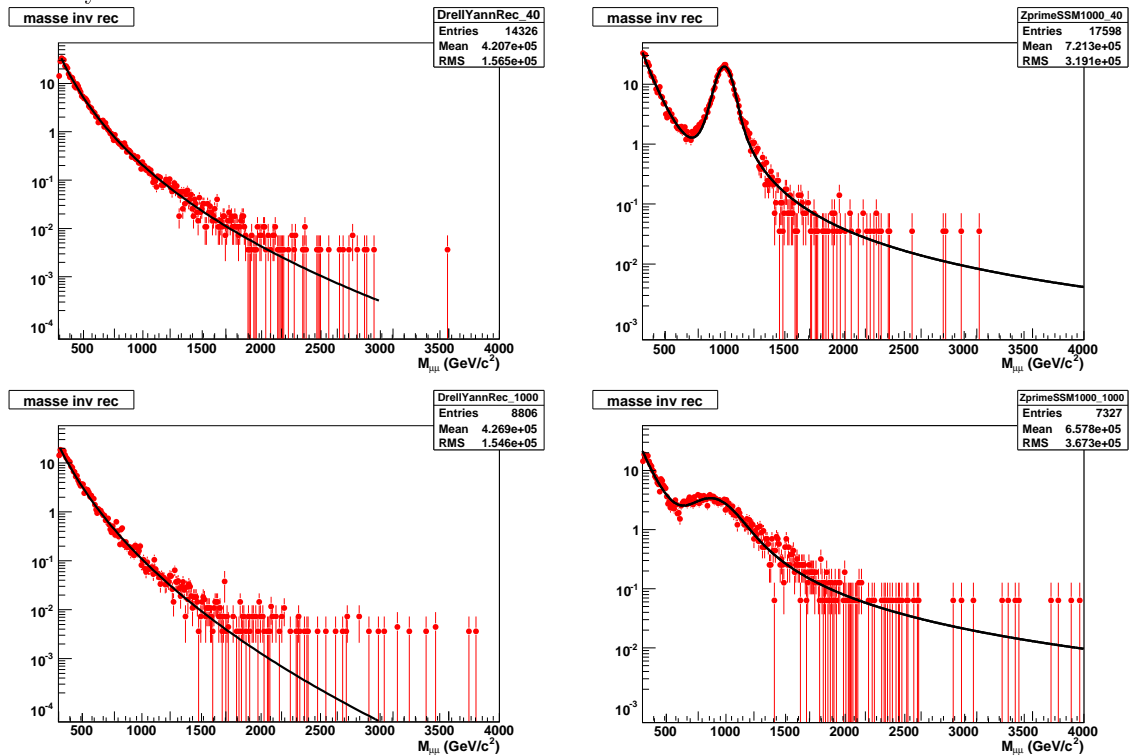 masse inv rec
DrellYannRec_40
Entries 14326
Mean 4.207e+05
RMS 1.565e+05
10
1
10-1
10-2
10-3
10-4
500 1000 1500 2000 2500 3000 3500 4000
Mμμ (GeV/c2)
masse inv rec
ZprimeSSM1000_40
Entries 17598
Mean 7.213e+05
RMS 3.191e+05
10
1
10-1
10-2
10-3
500 1000 1500 2000 2500 3000 3500 4000
Mμμ (GeV/c2)
masse inv rec
DrellYannRec_1000
Entries 8806
Mean 4.269e+05
RMS 1.546e+05
10
1
10-1
10-2
10-3
10-4
500 1000 1500 2000 2500 3000 3500 4000
Mμμ (GeV/c2)
masse inv rec
ZprimeSSM1000_1000
Entries 7327
Mean 6.578e+05
RMS 3.673e+05
10
1
10-1
10-2
10-3
500 1000 1500 2000 2500 3000 3500 4000
Mμμ (GeV/c2)